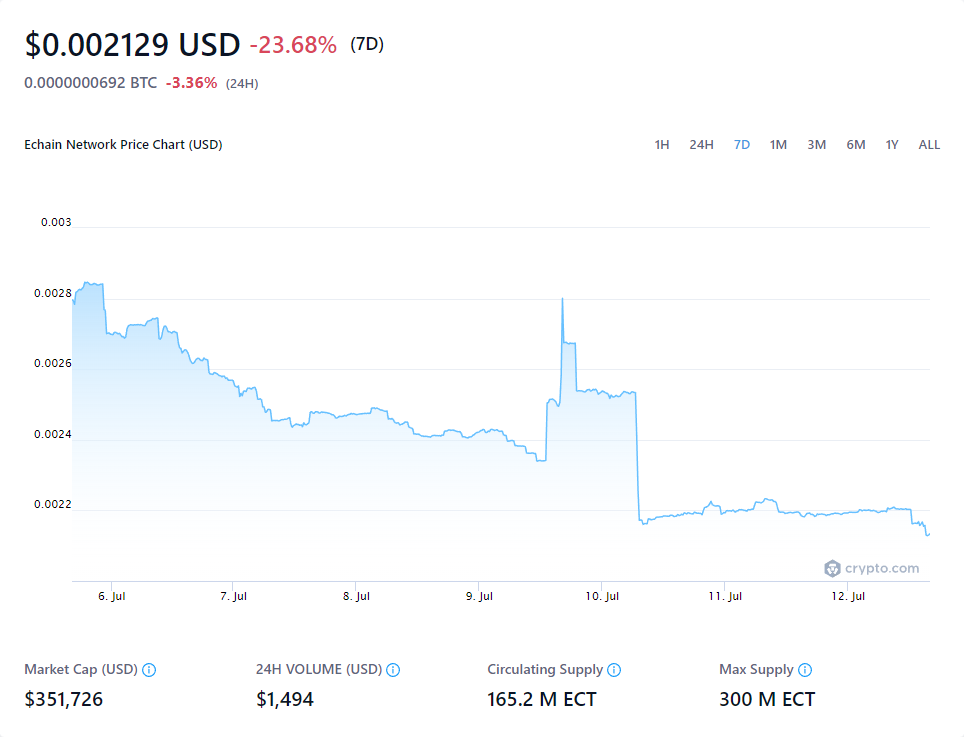 $0.002129 USD -23.68% (7D)
0.0000000692 BTC -3.36% (24H)
Echain Network Price Chart (USD) 1H 24H 7D 1M 3M 6M 1Y ALL
0.003
0.0028
0.0026
0.0024
0.0022
crypto.com
6. Jul 7. Jul 8. Jul 9. Jul 10. Jul 11. Jul 12. Jul
Market Cap (USD) 24H VOLUME (USD) Circulating Supply Max Supply
$351,726 $1,494 165.2 M ECT 300 M ECT